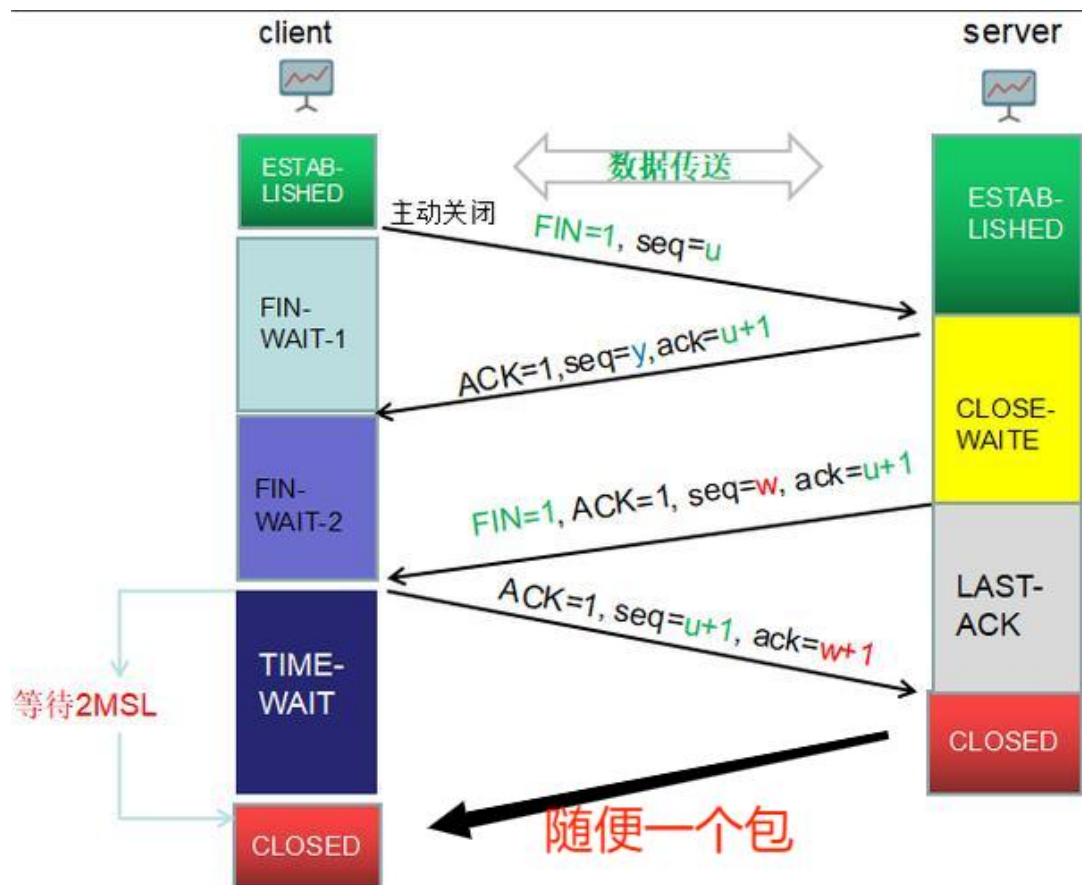 client
server
ESTAB-
LISHED
数据传送
ESTAB-
LISHED
主动关闭
FIN=1, seq=u
FIN-
WAIT-1
ACK=1,seq=y,ack=u+1
CLOSE-
WAITE
FIN-
WAIT-2
FIN=1, ACK=1, seq=w, ack=u+1
LAST-
ACK
ACK=1, seq=u+1, ack=w+1
TIME-
WAIT
等待2MSL
CLOSED
随便一个包
CLOSED